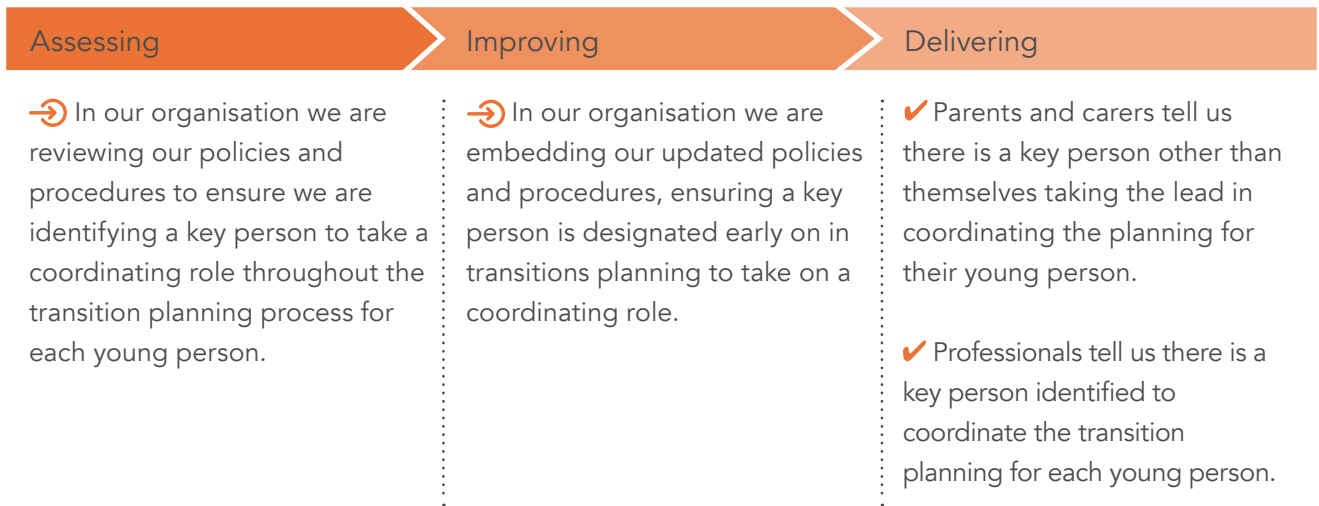 Assessing
In our organisation we are
reviewing our policies and
procedures to ensure we are
identifying a key person to take a
coordinating role throughout the
transition planning process for
each young person.
Improving
In our organisation we are
embedding our updated policies
and procedures, ensuring a key
person is designated early on in
transitions planning to take on a
coordinating role.
Delivering
✔ Parents and carers tell us
there is a key person other than
themselves taking the lead in
coordinating the planning for
their young person.
✔ Professionals tell us there is a
key person identified to
coordinate the transition
planning for each young person.